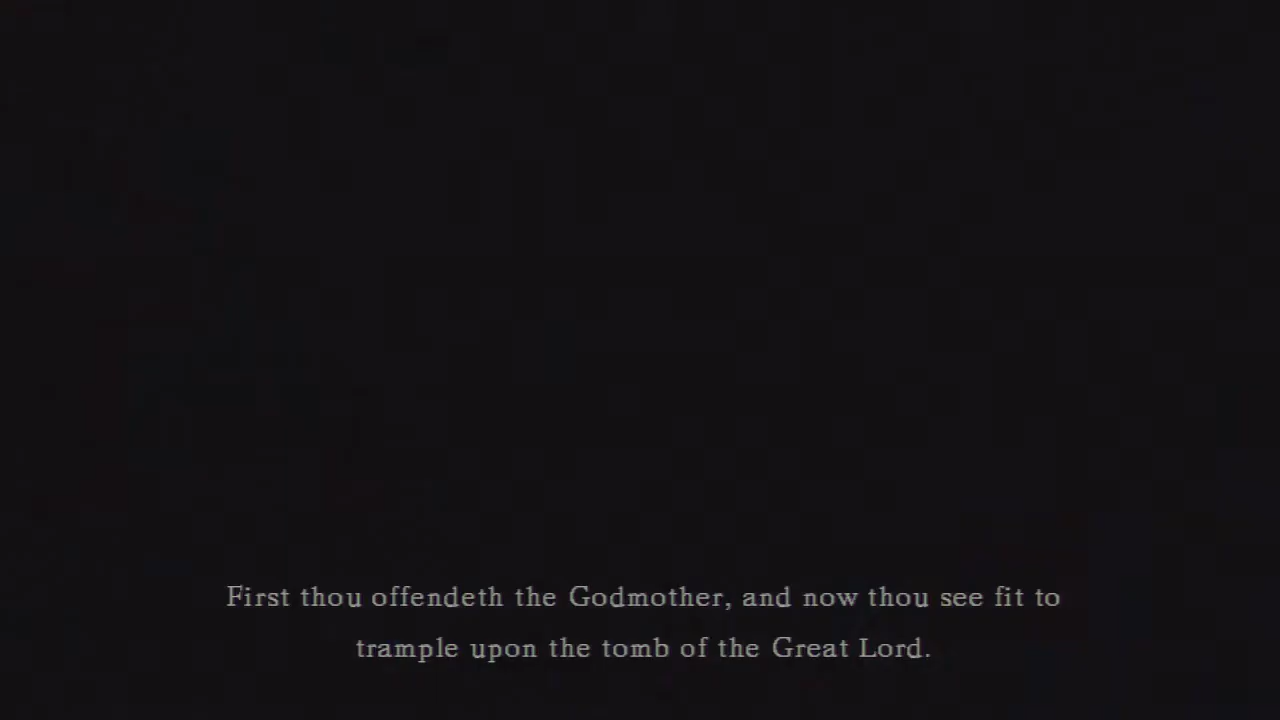 First thou offendeth the Godmother, and now thou see fit to
trample upon the tomb of the Great Lord.